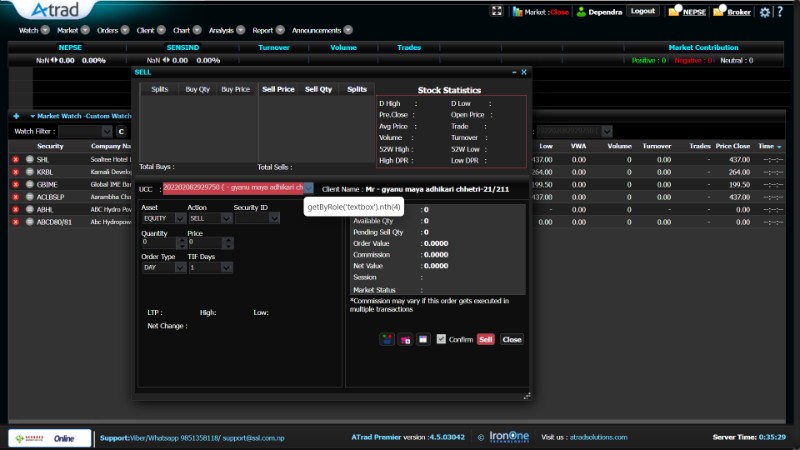 Atrad
Market :Close Dependra Logout NEPSE Broker ?
Watch Market Orders Client Chart Analysis Report Announcements
NEPSE SENSIND Turnover Volume Trades Market Contribution
NaN 0.00 0.00% NaN 0.00 0.00% Positive : 0 Negative : 0 Neutral : 0
SELL
Splits Buy Qty Buy Price Sell Price Sell Qty Splits
Stock Statistics
D High : D Low :
Pre.Close : Open Price :
Avg Price : Trade :
Volume : Turnover :
52W High : 52W Low :
High DPR : Low DPR :
Total Buys : Total Sells :
Market Watch -Custom Watch
Watch Filter : C
Security Company Na Low VWA Volume Turnover Trades Price Close Time
SHL Soaltee Hotel 437.00 0.00 0.00 0.00 - 437.00 --:--:--
KRBL Karnali Develo 264.00 0.00 0.00 0.00 - 264.00 --:--:--
GBIME Global IME Ban 199.50 0.00 0.00 0.00 - 199.50 --:--:--
ACLBSLP Aarambha Ch 437.00 0.00 0.00 0.00 - 437.00 --:--:--
ABHL ABC Hydro Pow - 0.00 0.00 0.00 - 0.00 --:--:--
ABCD80/81 Abc Hydropow - 0.00 0.00 0.00 - 0.00 --:--:--
UCC : 202202082929750 ( - gyanu maya adhikari ch Client Name : Mr - gyanu maya adhikari chhetri-21/211
getByRole('textbox').nth(4)
Asset Action Security ID
EQUITY SELL
Quantity Price
0 0
Order Type TIF Days
DAY 1
LTP : High: Low:
Net Change :
: 0
Available Qty : 0
Pending Sell Qty : 0
Order Value : 0.0000
Commission : 0.0000
Net Value : 0.0000
Session :
Market Status :
*Commission may vary if this order gets executed in
multiple transactions
Confirm Sell Close
Online Support:Viber/Whatsapp 9851358118/ support@ssl.com.np ATrad Premier version :4.5.03042 © IronOne TECHNOLOGIES Visit us : atradsolutions.com Server Time: 0:35:29